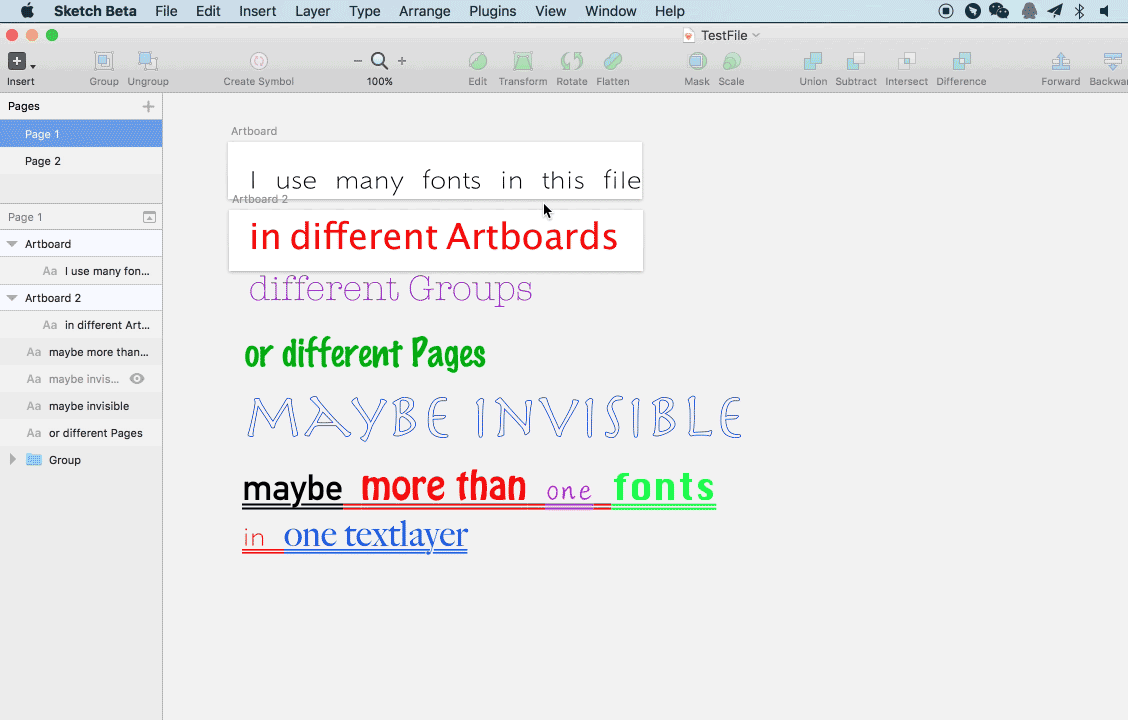 Sketch Beta File Edit Insert Layer Type Arrange Plugins View Window Help
TestFile
Insert Group Ungroup Create Symbol 100% Edit Transform Rotate Flatten Mask Scale Union Subtract Intersect Difference Forward Backwar
Pages
Page 1
Page 2
Page 1
Artboard
Aa I use many fon...
Artboard 2
Aa in different Art...
Aa maybe more than...
Aa maybe invis...
Aa maybe invisible
Aa or different Pages
Group
Artboard
I use many fonts in this file
Artboard 2
in different Artboards
different Groups
or different Pages
MAYBE INVISIBLE
maybe more than one fonts
in one textlayer